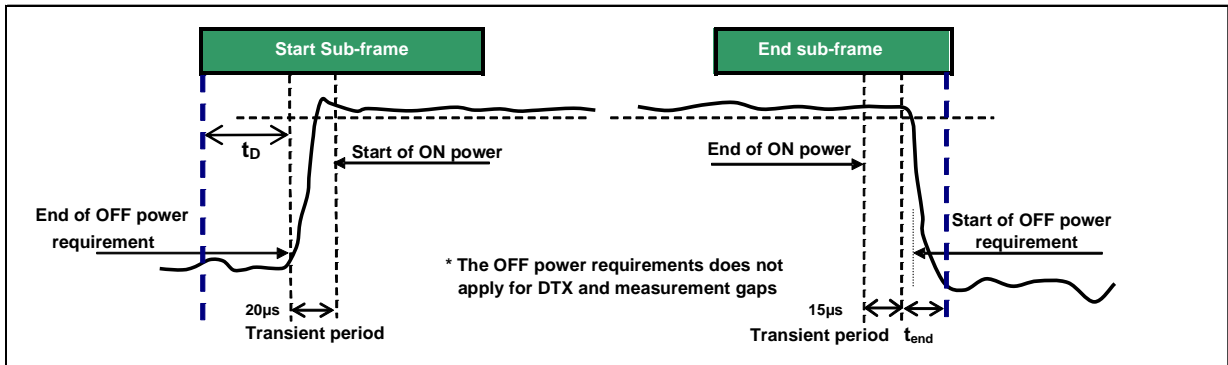 Start Sub-frame
End sub-frame
tD
Start of ON power
End of ON power
End of OFF power
requirement
Start of OFF power
requirement
* The OFF power requirements does not
apply for DTX and measurement gaps
20µs
Transient period
15µs
Transient period
tend